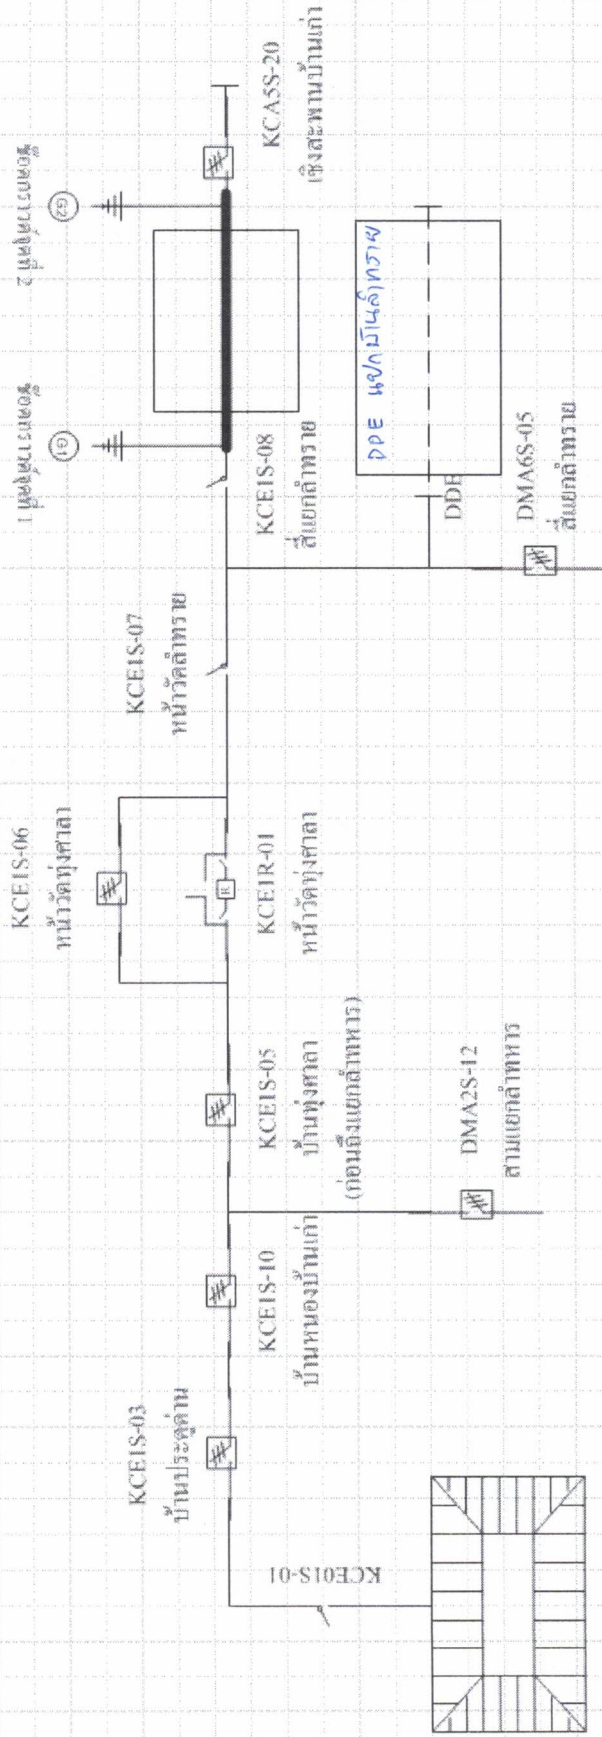 KCE01S-01
KCE1S-03
บ้านประตูด่าน
KCE1S-10
บ้านหนองบ้านเก่า
DMA2S-12
สามแยกลำทหาร
KCE1S-05
บ้านทุ่งศาลา
(ก่อนถึงแยกลำทหาร)
KCE1S-06
หน้าวัดทุ่งศาลา
R
KCE1R-01
หน้าวัดทุ่งศาลา
KCE1S-07
หน้าวัดลำทราย
KCE1S-08
สี่แยกลำทราย
DMA6S-05
สี่แยกลำทราย
DDE
DPE แยกบ้านลำทราย
G1
G2
KCA5S-20
เชิงสะพานบ้านเก่า